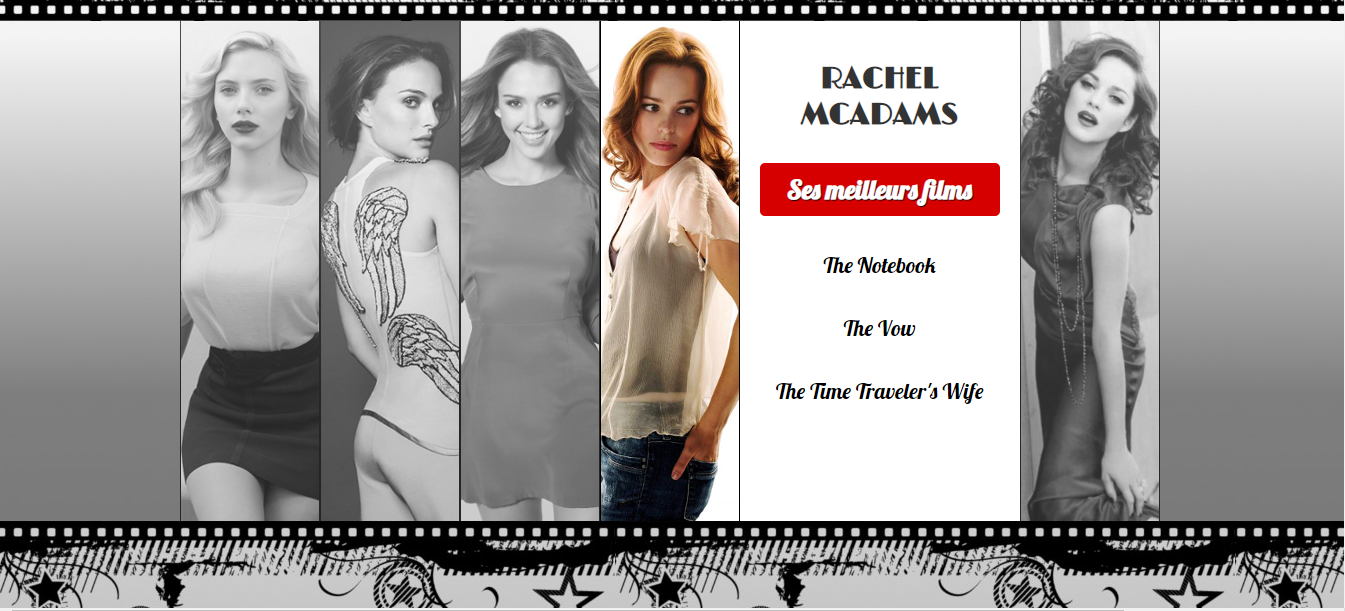 RACHEL
MCADAMS
Ses meilleurs films
The Notebook
The Vow
The Time Traveler's Wife